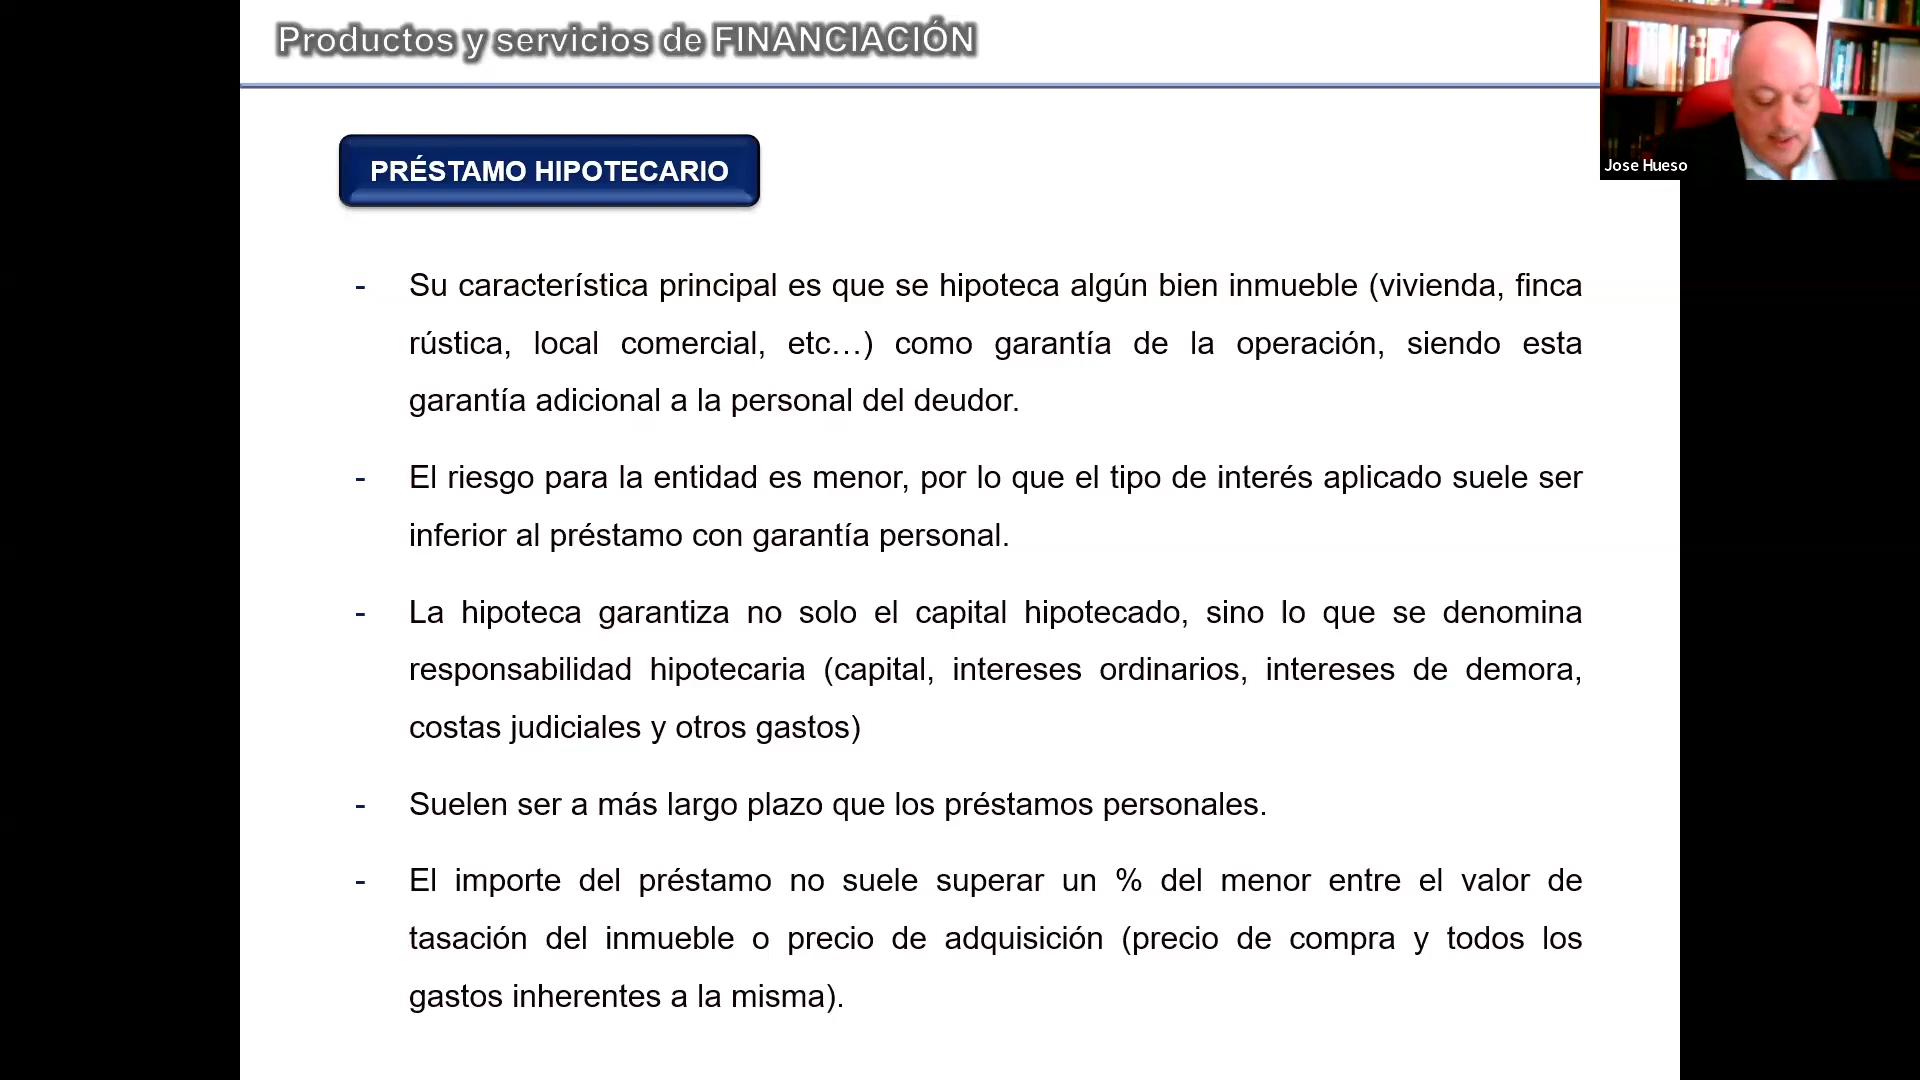 Productos y servicios de FINANCIACIÓN
Jose Hueso
PRÉSTAMO HIPOTECARIO
- Su característica principal es que se hipoteca algún bien inmueble (vivienda, finca
rústica, local comercial, etc…) como garantía de la operación, siendo esta
garantía adicional a la personal del deudor.
- El riesgo para la entidad es menor, por lo que el tipo de interés aplicado suele ser
inferior al préstamo con garantía personal.
- La hipoteca garantiza no solo el capital hipotecado, sino lo que se denomina
responsabilidad hipotecaria (capital, intereses ordinarios, intereses de demora,
costas judiciales y otros gastos)
- Suelen ser a más largo plazo que los préstamos personales.
- El importe del préstamo no suele superar un % del menor entre el valor de
tasación del inmueble o precio de adquisición (precio de compra y todos los
gastos inherentes a la misma).